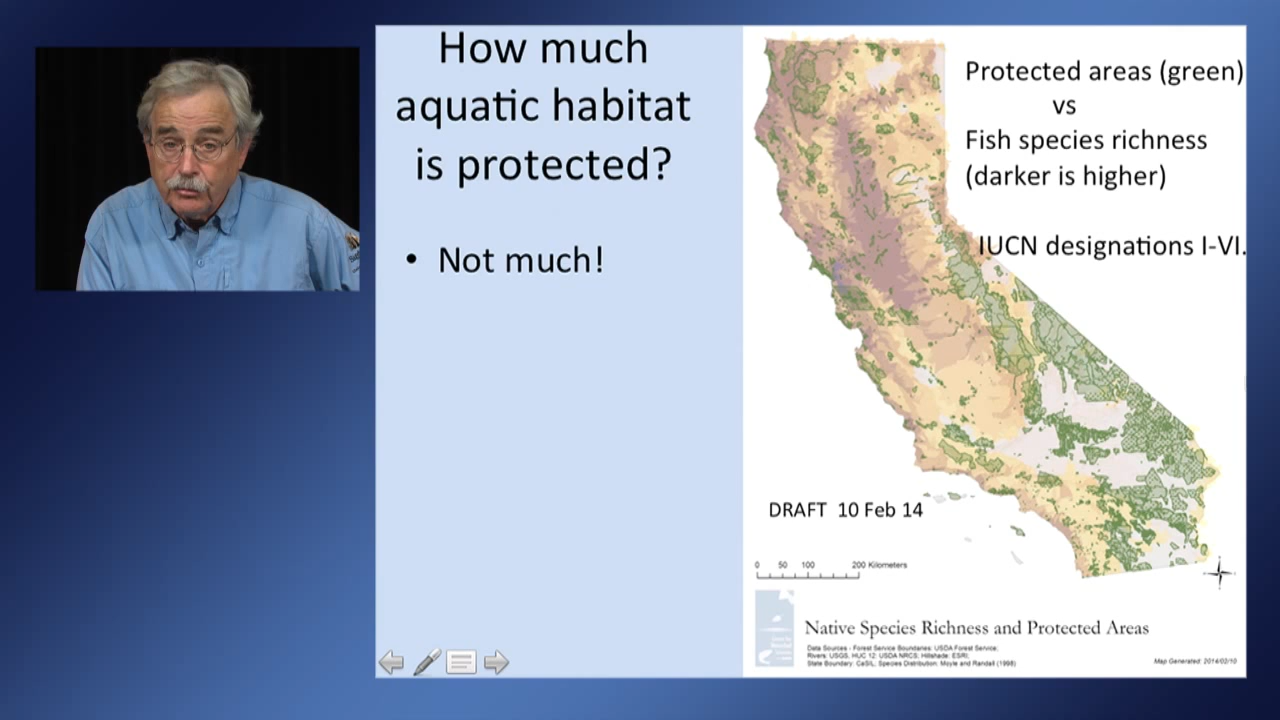 How much
aquatic habitat
is protected?
• Not much!
Protected areas (green)
vs
Fish species richness
(darker is higher)
IUCN designations I-VI.
DRAFT 10 Feb 14
0 50 100 200 Kilometers
Native Species Richness and Protected Areas
Data Sources - Forest Service Boundaries: USDA Forest Service;
Rivers: USGS, HUC 12: USDA NRCS; Hillshade: ESRI;
State Boundary: CaSIL; Species Distribution: Moyle and Randall (1998)
Map Generated: 2014/02/10